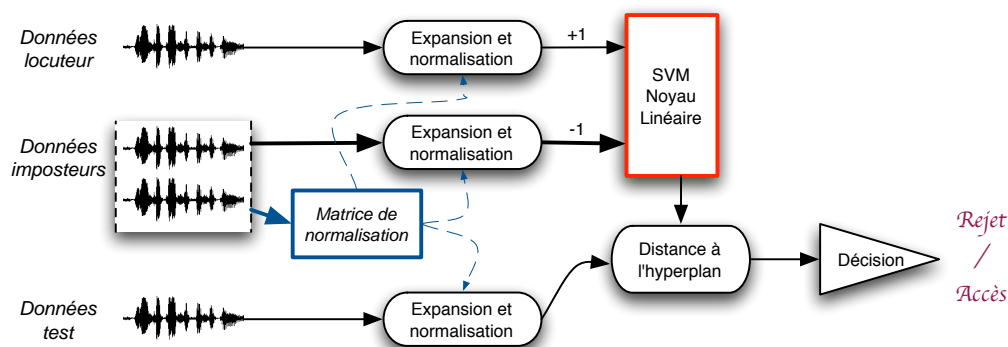 Données
locuteur
Expansion et
normalisation
+1
SVM
Noyau
Linéaire
Données
imposteurs
Expansion et
normalisation
-1
Matrice de
normalisation
Distance à
l'hyperplan
Décision
Rejet
/
Accès
Données
test
Expansion et
normalisation